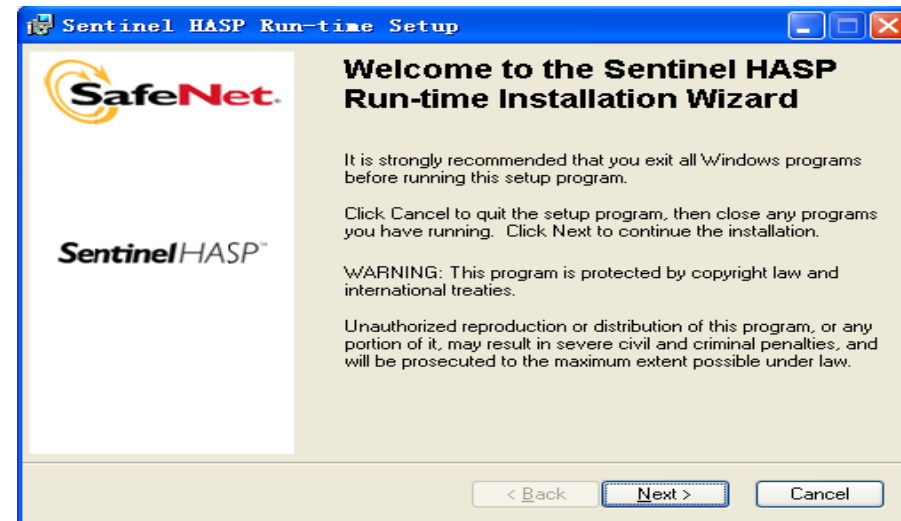 Sentinel HASP Run-time Setup
SafeNet.
Welcome to the Sentinel HASP
Run-time Installation Wizard
It is strongly recommended that you exit all Windows programs
before running this setup program.
Click Cancel to quit the setup program, then close any programs
you have running. Click Next to continue the installation.
SentinelHASP™
WARNING: This program is protected by copyright law and
international treaties.
Unauthorized reproduction or distribution of this program, or any
portion of it, may result in severe civil and criminal penalties, and
will be prosecuted to the maximum extent possible under law.
< Back Next > Cancel